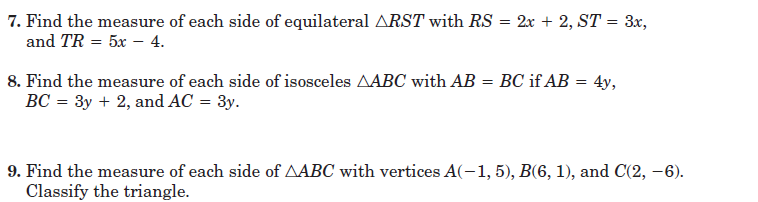 7. Find the measure of each side of equilateral △RST with RS = 2x + 2, ST = 3x,
and TR = 5x − 4.
8. Find the measure of each side of isosceles △ABC with AB = BC if AB = 4y,
BC = 3y + 2, and AC = 3y.
9. Find the measure of each side of △ABC with vertices A(−1, 5), B(6, 1), and C(2, −6).
Classify the triangle.